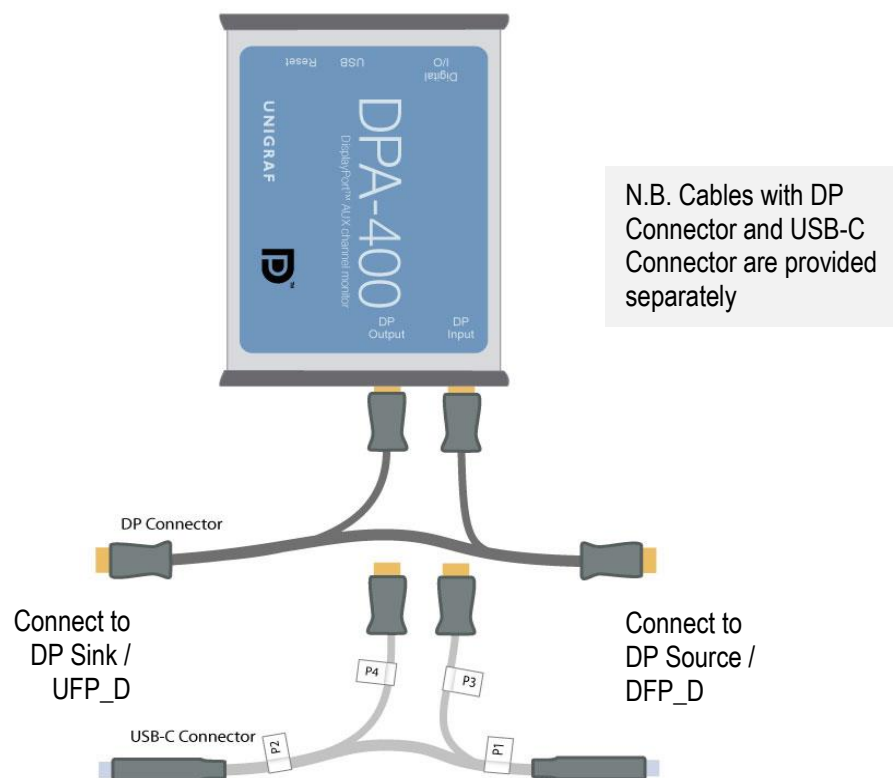 Reset
USB
Digital
I/O
UNIGRAF
DPA-400
DisplayPort™ AUX channel monitor
DP
Output
DP
Input
N.B. Cables with DP
Connector and USB-C
Connector are provided
separately
DP Connector
Connect to
DP Sink /
UFP_D
Connect to
DP Source /
DFP_D
P4
P3
USB-C Connector
P2
P1